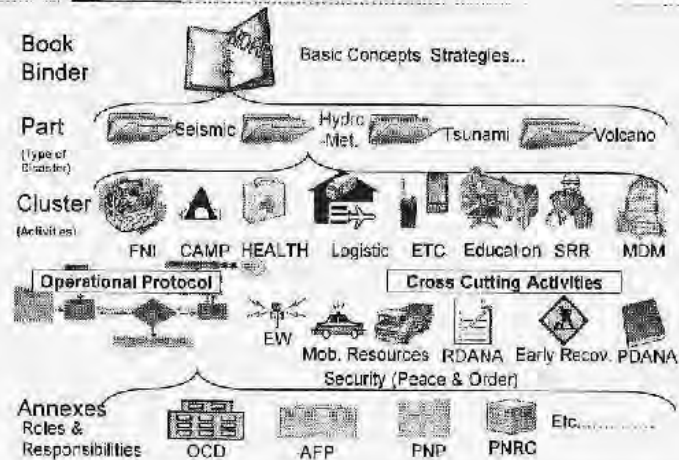 Book
Binder
Basic Concepts Strategies...
Part
(Type of
Disaster)
Seismic
Hydro
-Met.
Tsunami
Volcano
Cluster
(Activities)
FNI CAMP HEALTH Logistic ETC Education SRR MDM
Operational Protocol
Cross Cutting Activities
EW
Mob. Resources RDANA Early Recov. PDANA
Security (Peace & Order)
Annexes
Roles &
Responsibilities
OCD AFP PNP PNRC Etc............